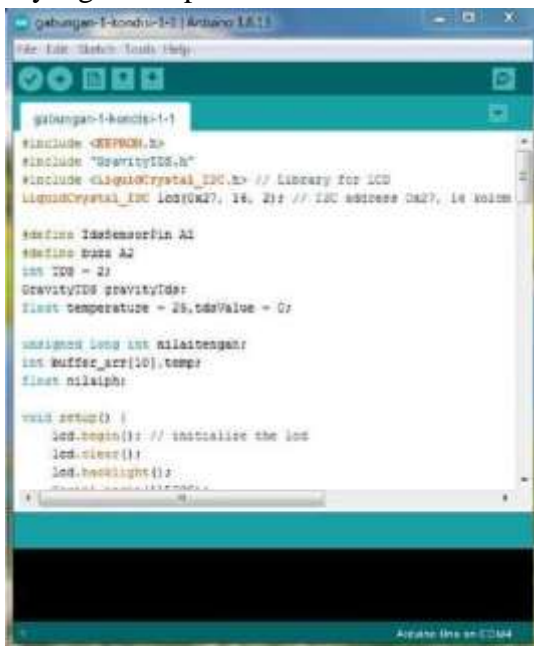 gabungan-1-kondisi-1-1 | Arduino 1.8.13
File Edit Sketch Tools Help
gabungan-1-kondisi-1-1
#include <EEPROM.h>
#include "GravityTDS.h"
#include <LiquidCrystal_I2C.h> // Library for LCD
LiquidCrystal_I2C lcd(0x27, 16, 2); // I2C address 0x27, 16 kolom
#define TdsSensorPin A1
#define buzz A2
int TDS = 2;
GravityTDS gravityTds;
float temperature = 25,tdsValue = 0;
unsigned long int nilaitengah;
int buffer_arr[10],temp;
float nilaiph;
void setup() {
lcd.begin(); // initialize the lcd
lcd.clear();
lcd.backlight();
Arduino Uno on COM4